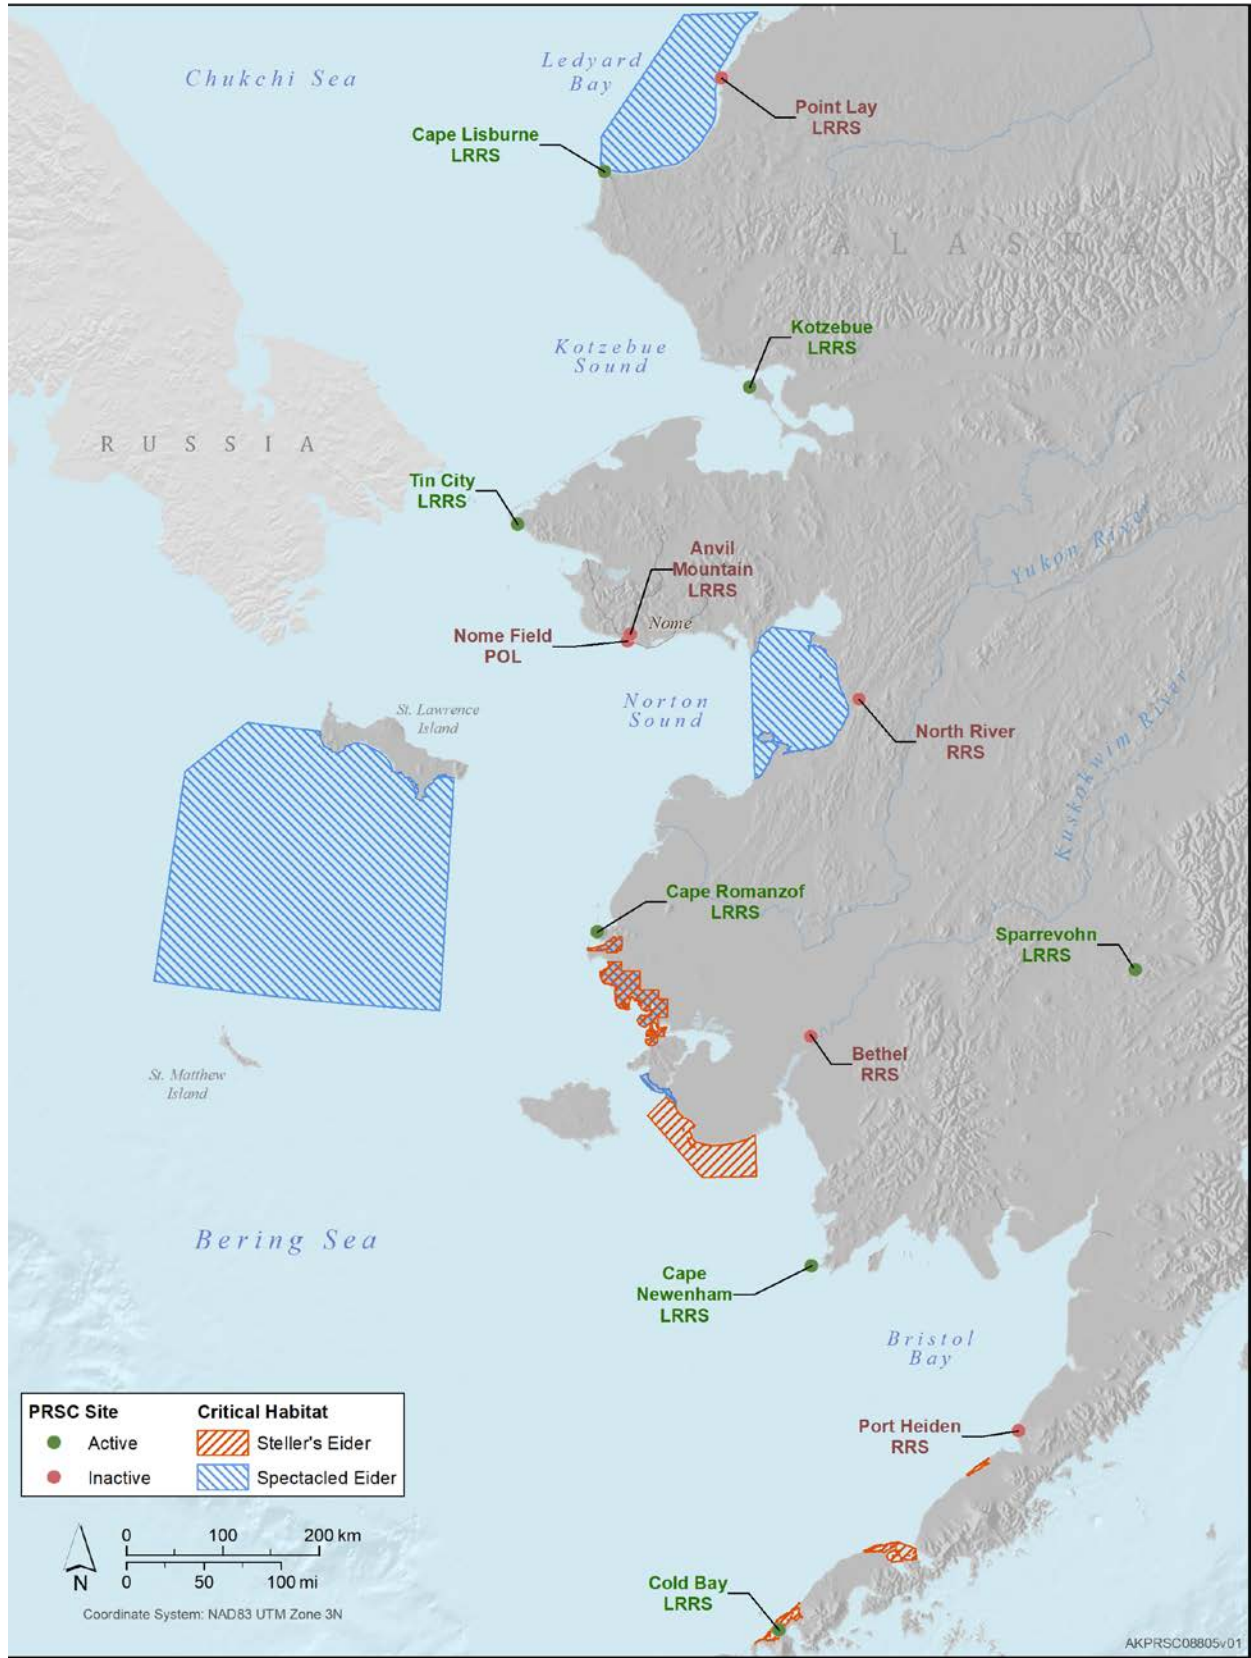 Chukchi Sea
Ledyard
Bay
Point Lay
LRRS
Cape Lisburne
LRRS
ALASKA
Kotzebue
LRRS
Kotzebue
Sound
RUSSIA
Tin City
LRRS
Yukon River
Anvil
Mountain
LRRS
Nome
Nome Field
POL
Norton
Sound
St. Lawrence
Island
North River
RRS
Kuskokwim River
Cape Romanzof
LRRS
Sparrevohn
LRRS
Bethel
RRS
St. Matthew
Island
Bering Sea
Cape
Newenham
LRRS
Bristol
Bay
Port Heiden
RRS
PRSC Site
Active
Inactive
Critical Habitat
Steller's Eider
Spectacled Eider
0 100 200 km
0 50 100 mi
N
Coordinate System: NAD83 UTM Zone 3N
Cold Bay
LRRS
AKPRSC08805v01